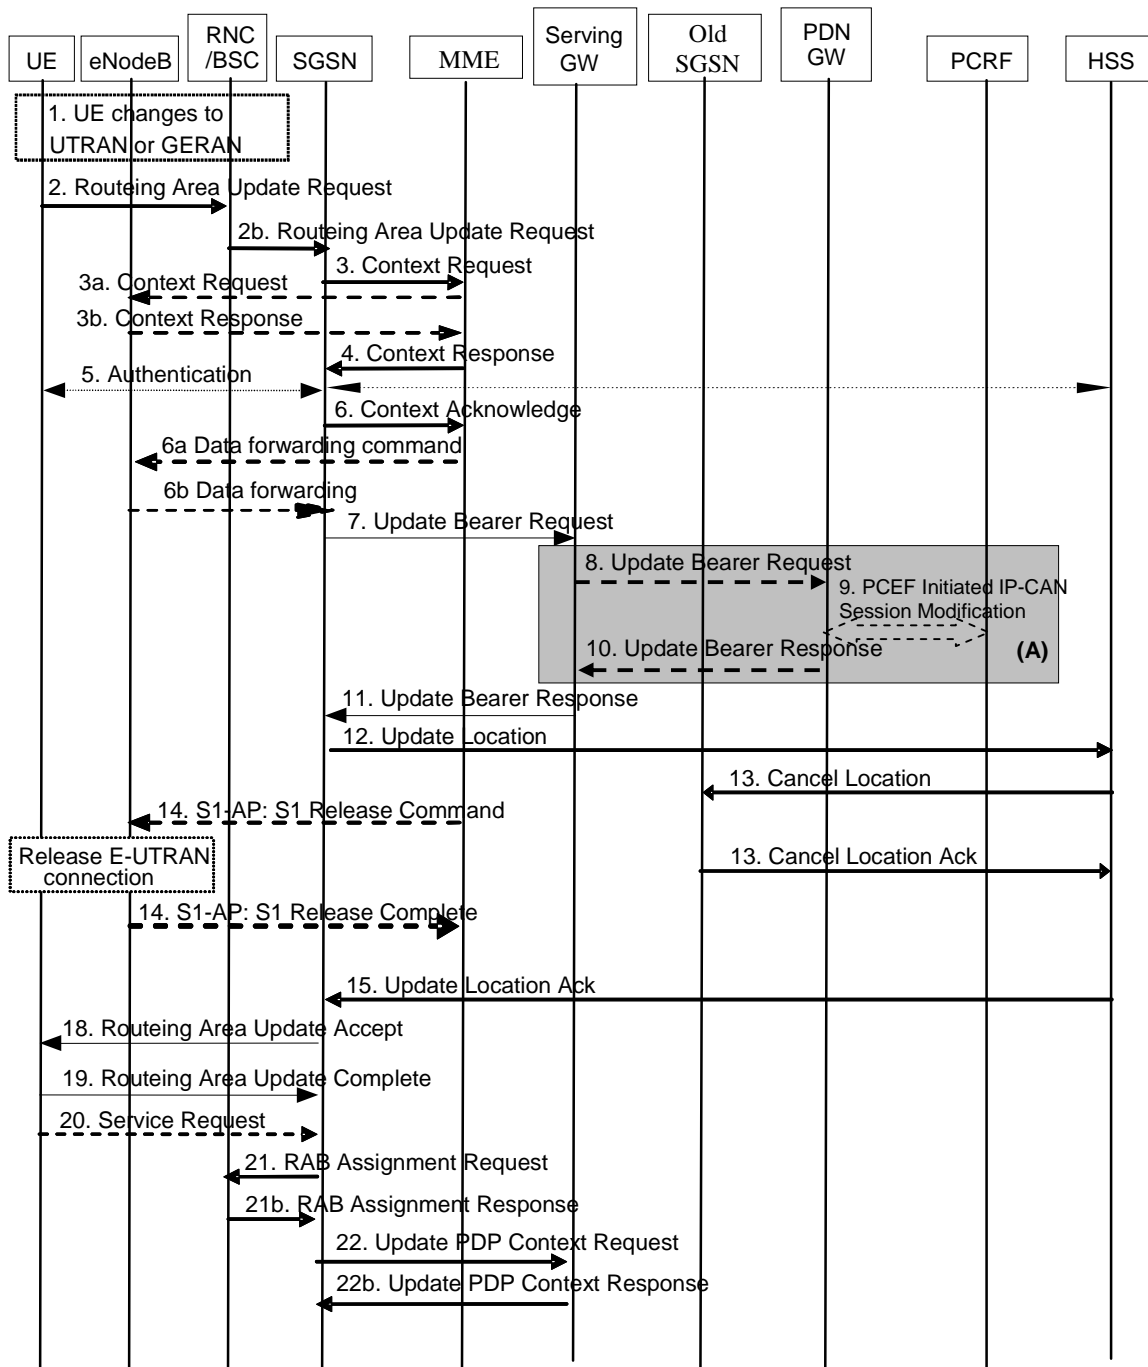 UE
eNodeB
RNC
/BSC
SGSN
MME
Serving
GW
Old
SGSN
PDN
GW
PCRF
HSS
1. UE changes to
UTRAN or GERAN
2. Routeing Area Update Request
2b. Routeing Area Update Request
3. Context Request
3a. Context Request
3b. Context Response
4. Context Response
5. Authentication
6. Context Acknowledge
6a Data forwarding command
6b Data forwarding
7. Update Bearer Request
8. Update Bearer Request
9. PCEF Initiated IP-CAN
Session Modification
10. Update Bearer Response
(A)
11. Update Bearer Response
12. Update Location
13. Cancel Location
14. S1-AP: S1 Release Command
Release E-UTRAN
connection
13. Cancel Location Ack
14. S1-AP: S1 Release Complete
15. Update Location Ack
18. Routeing Area Update Accept
19. Routeing Area Update Complete
20. Service Request
21. RAB Assignment Request
21b. RAB Assignment Response
22. Update PDP Context Request
22b. Update PDP Context Response